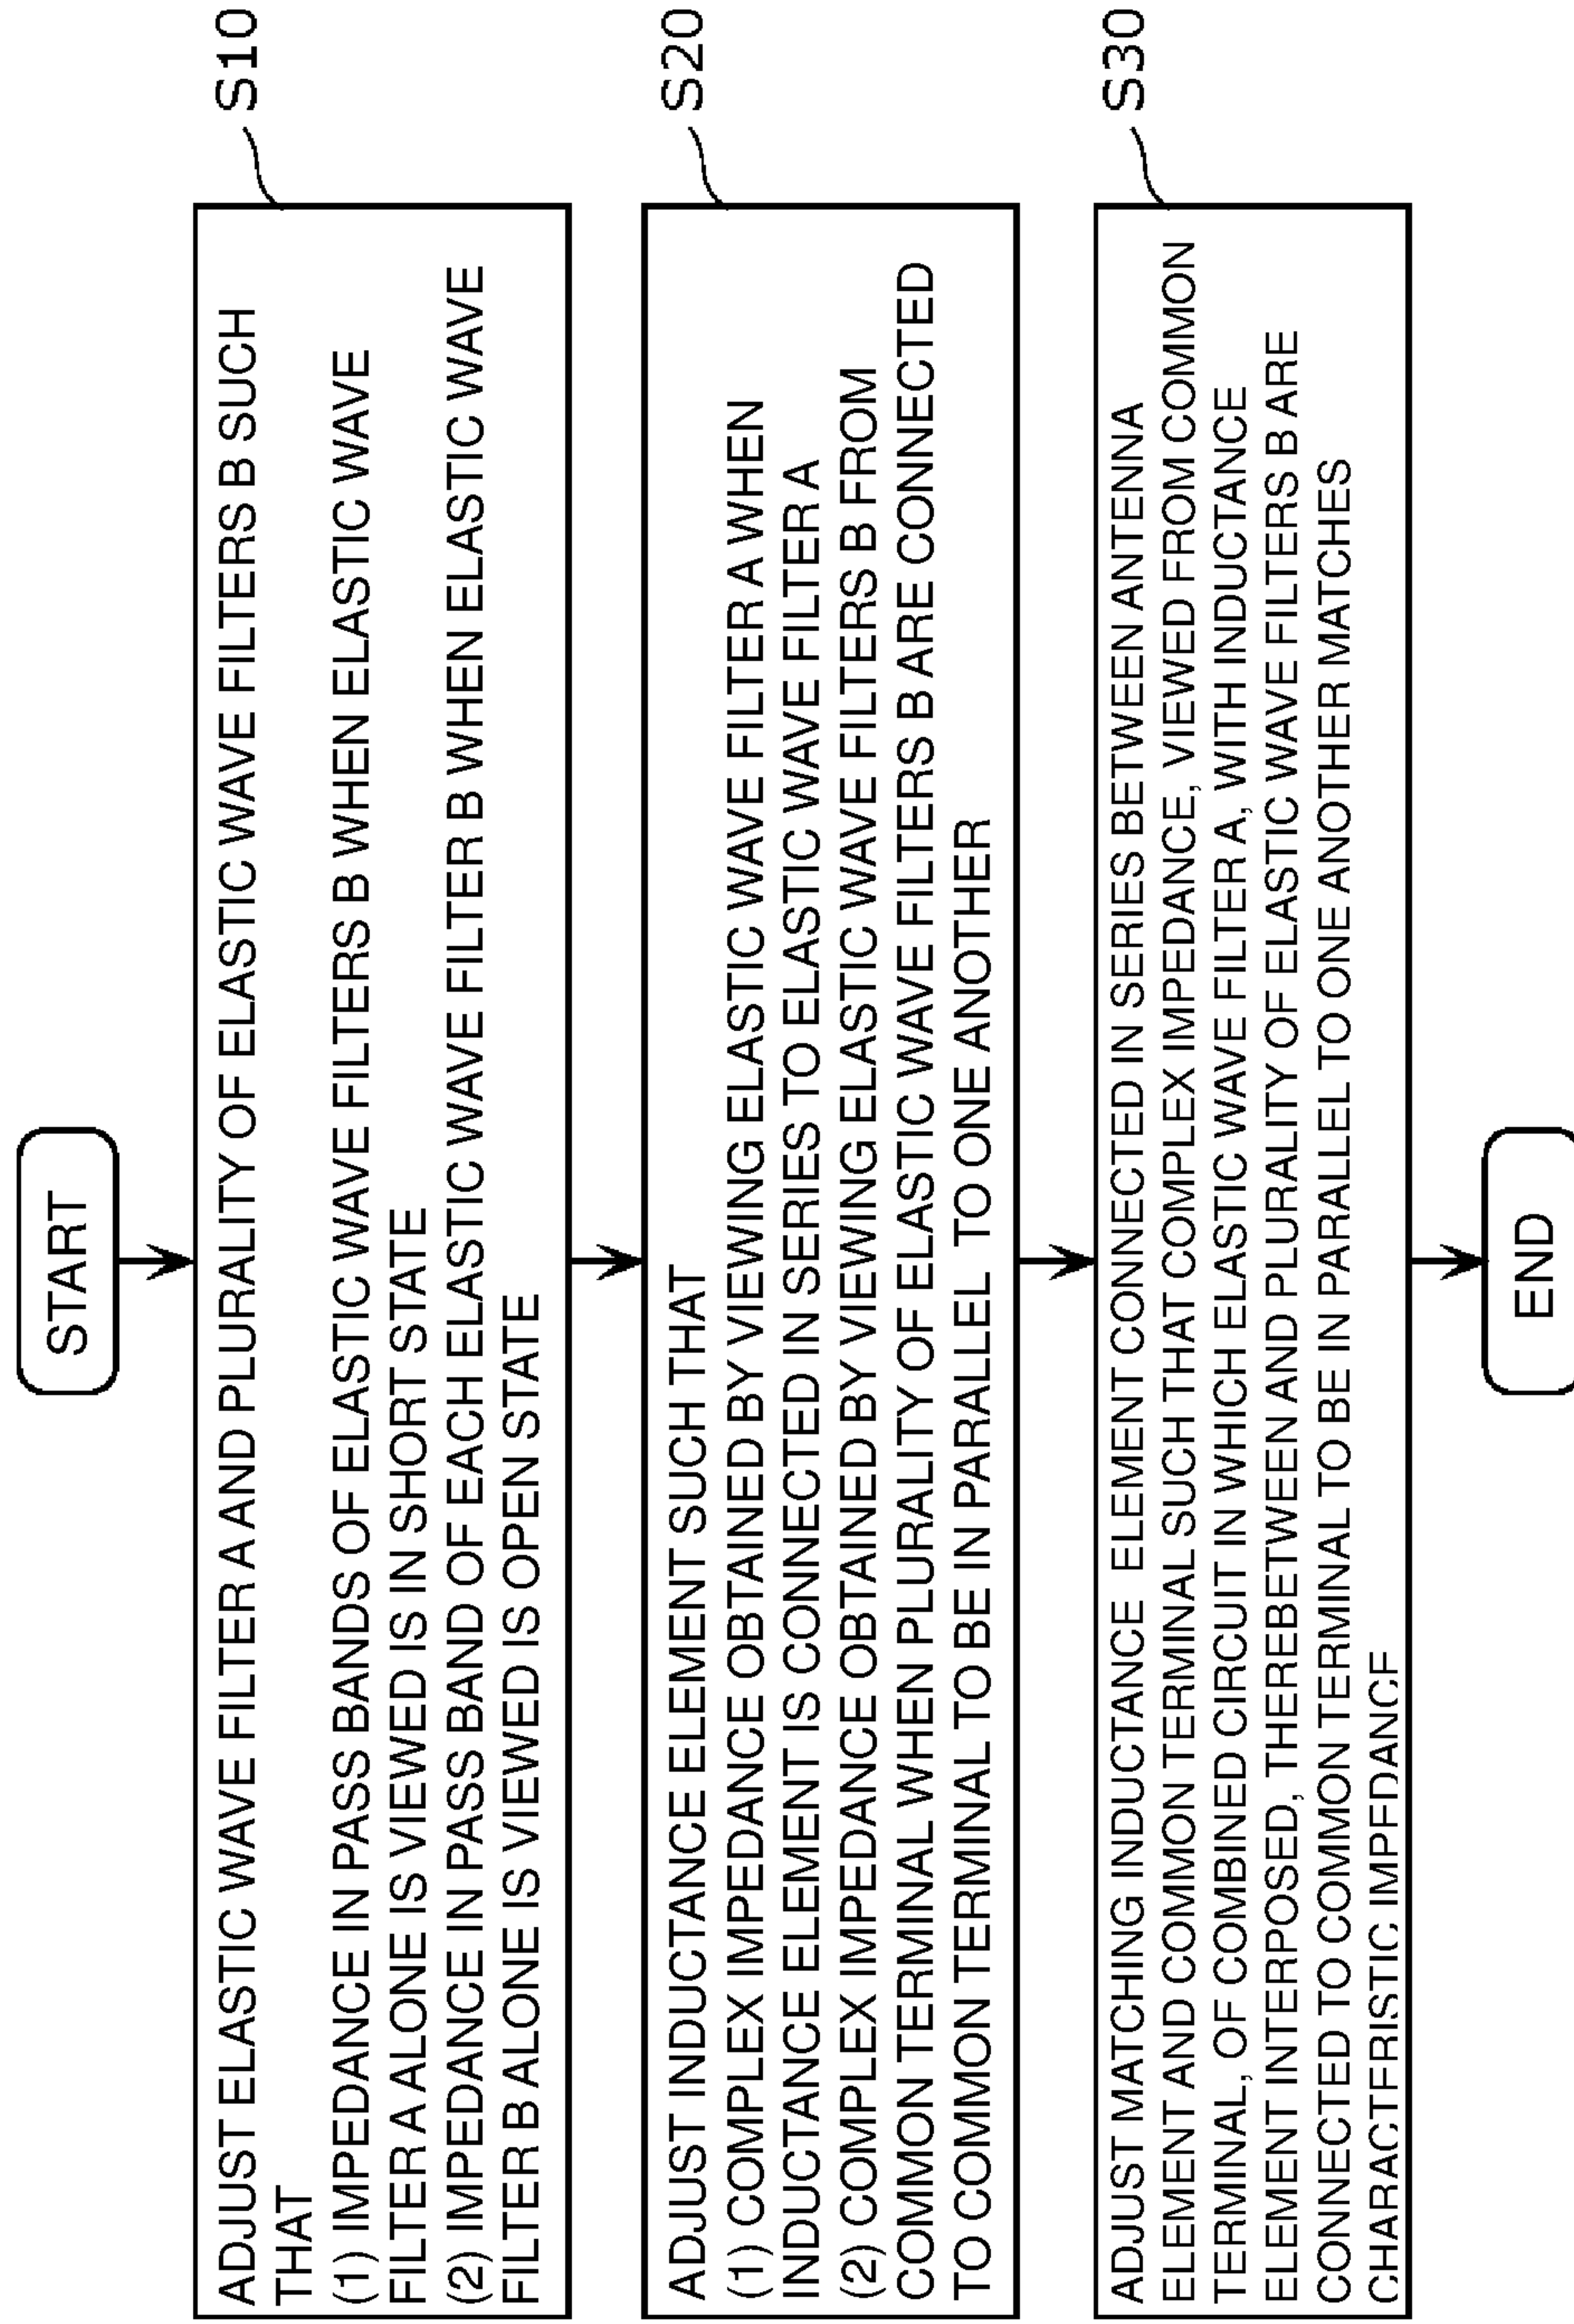 START
S10
ADJUST ELASTIC WAVE FILTER A AND PLURALITY OF ELASTIC WAVE FILTERS B SUCH
THAT
(1) IMPEDANCE IN PASS BANDS OF ELASTIC WAVE FILTERS B WHEN ELASTIC WAVE
FILTER A ALONE IS VIEWED IS IN SHORT STATE
(2) IMPEDANCE IN PASS BAND OF EACH ELASTIC WAVE FILTER B WHEN ELASTIC WAVE
FILTER B ALONE IS VIEWED IS OPEN STATE
S20
ADJUST INDUCTANCE ELEMENT SUCH THAT
(1) COMPLEX IMPEDANCE OBTAINED BY VIEWING ELASTIC WAVE FILTER A WHEN
INDUCTANCE ELEMENT IS CONNECTED IN SERIES TO ELASTIC WAVE FILTER A
(2) COMPLEX IMPEDANCE OBTAINED BY VIEWING ELASTIC WAVE FILTERS B FROM
COMMON TERMINAL WHEN PLURALITY OF ELASTIC WAVE FILTERS B ARE CONNECTED
TO COMMON TERMINAL TO BE IN PARALLEL TO ONE ANOTHER
S30
ADJUST MATCHING INDUCTANCE ELEMENT CONNECTED IN SERIES BETWEEN ANTENNA
ELEMENT AND COMMON TERMINAL SUCH THAT COMPLEX IMPEDANCE, VIEWED FROM COMMON
TERMINAL, OF COMBINED CIRCUIT IN WHICH ELASTIC WAVE FILTER A, WITH INDUCTANCE
ELEMENT INTERPOSED, THEREBETWEEN AND PLURALITY OF ELASTIC WAVE FILTERS B ARE
CONNECTED TO COMMON TERMINAL TO BE IN PARALLEL TO ONE ANOTHER MATCHES
CHARACTERISTIC IMPEDANCE
END